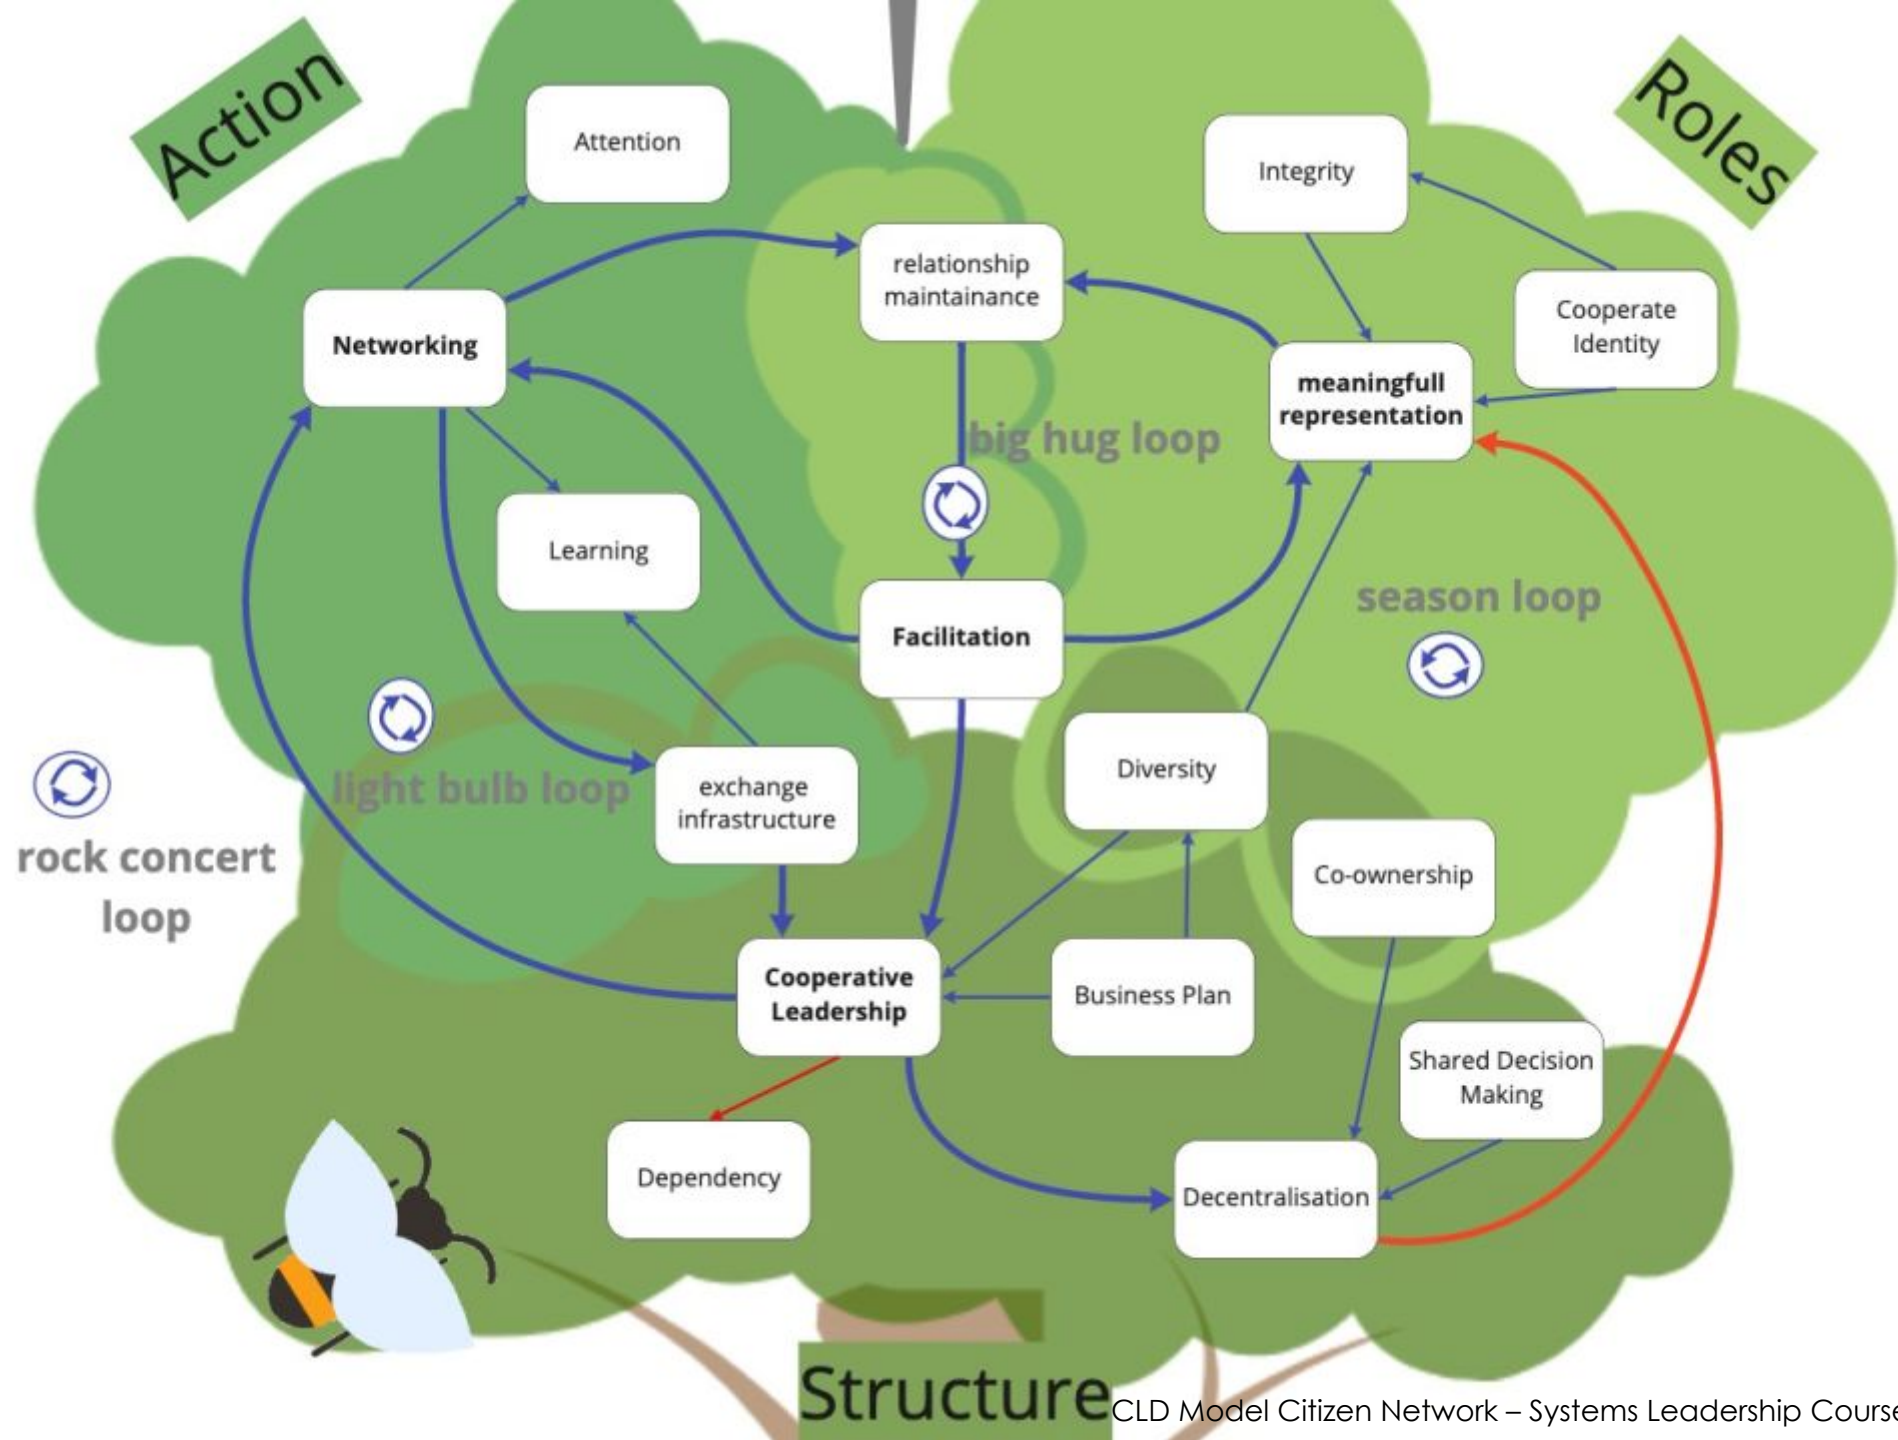 Action
Roles
Attention
Integrity
relationship
maintainance
Cooperate
Identity
Networking
meaningfull
representation
big hug loop
Learning
season loop
Facilitation
Diversity
light bulb loop
exchange
infrastructure
rock concert
loop
Co-ownership
Cooperative
Leadership
Business Plan
Shared Decision
Making
Dependency
Decentralisation
Structure
CLD Model Citizen Network – Systems Leadership Course